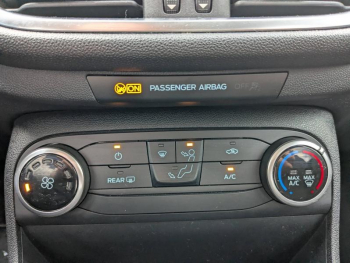 ON PASSENGER AIRBAG
REAR
A/C
MAX A/C
MAX